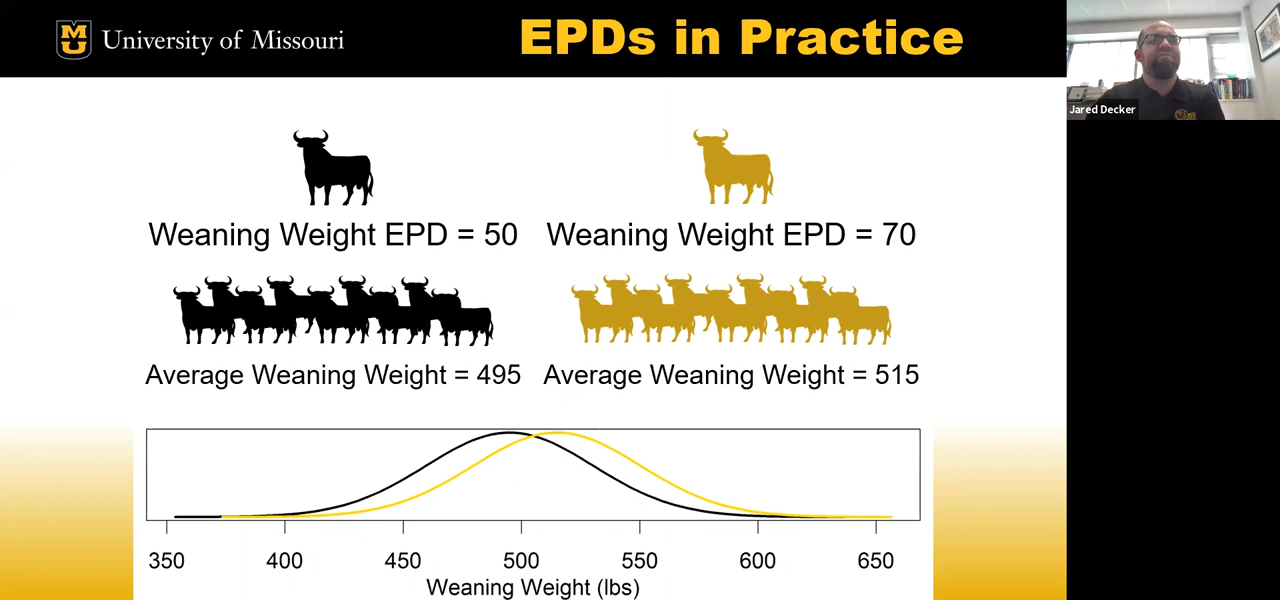 University of Missouri
EPDs in Practice
Jared Decker
Weaning Weight EPD = 50
Weaning Weight EPD = 70
Average Weaning Weight = 495
Average Weaning Weight = 515
350 400 450 500 550 600 650
Weaning Weight (lbs)